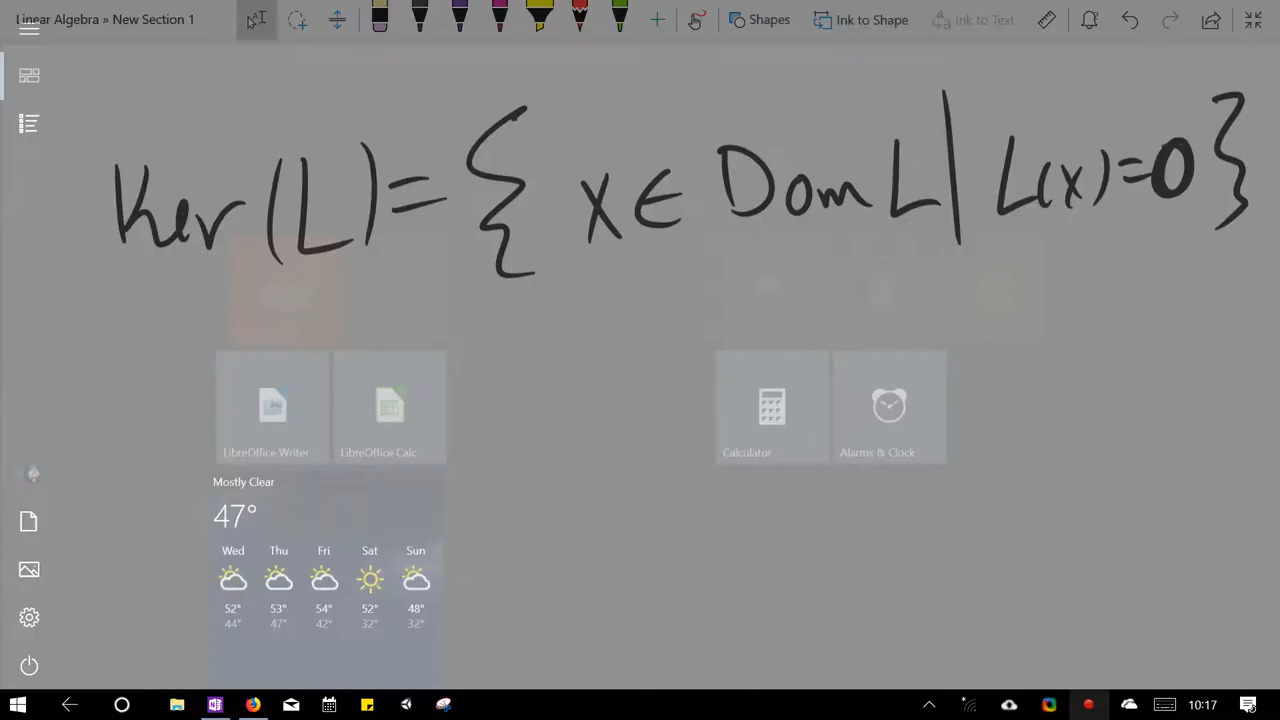 Linear Algebra » New Section 1
Shapes
Ink to Shape
Ink to Text
Ker(L)={ x∈ Dom L| L(x)=0}
LibreOffice Writer
LibreOffice Calc
Calculator
Alarms & Clock
Mostly Clear
47°
Wed Thu Fri Sat Sun
52° 53° 54° 52° 48°
44° 47° 42° 32° 32°
10:17